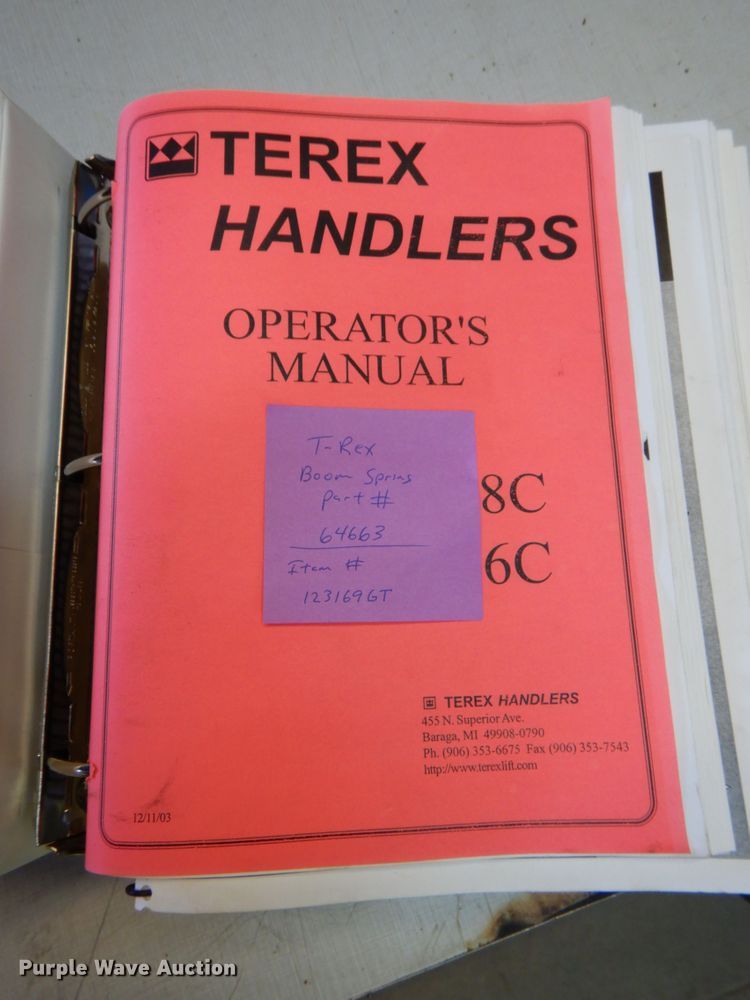 TEREX
HANDLERS
OPERATOR'S
MANUAL
T-Rex
Boom Spring
Part #
64663
Item #
123169GT
8C
6C
TEREX HANDLERS
455 N. Superior Ave.
Baraga, MI 49908-0790
Ph. (906) 353-6675 Fax (906) 353-7543
http://www.terexlift.com
12/11/03
Purple Wave Auction